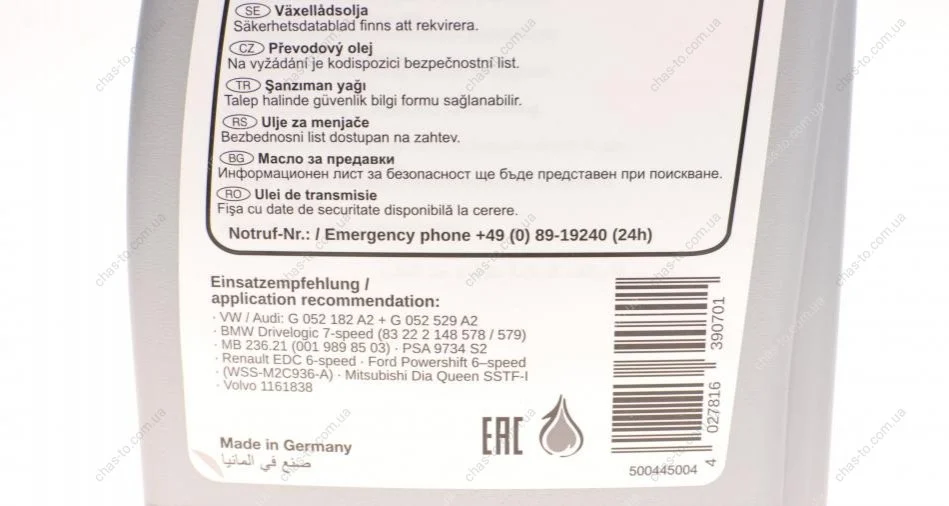 SE Växellådsolja
Säkerhetsdatablad finns att rekvirera.
CZ Převodový olej
Na vyžádání je kodispozici bezpečnostní list.
TR Şanzıman yağı
Talep halinde güvenlik bilgi formu sağlanabilir.
RS Ulje za menjače
Bezbednosni list dostupan na zahtev.
BG Масло за предавки
Информационен лист за безопасност ще бъде представен при поискване.
RO Ulei de transmisie
Fişa cu date de securitate disponibilă la cerere.
Notruf-Nr.: / Emergency phone +49 (0) 89-19240 (24h)
Einsatzempfehlung /
application recommendation:
· VW / Audi: G 052 182 A2 + G 052 529 A2
· BMW Drivelogic 7-speed (83 22 2 148 578 / 579)
· MB 236.21 (001 989 85 03) · PSA 9734 S2
· Renault EDC 6-speed · Ford Powershift 6–speed
· (WSS-M2C936-A) · Mitsubishi Dia Queen SSTF-I
· Volvo 1161838
Made in Germany
صنع في المانيا
EAC
4 027816 390701
500445004
chas-to.com.ua